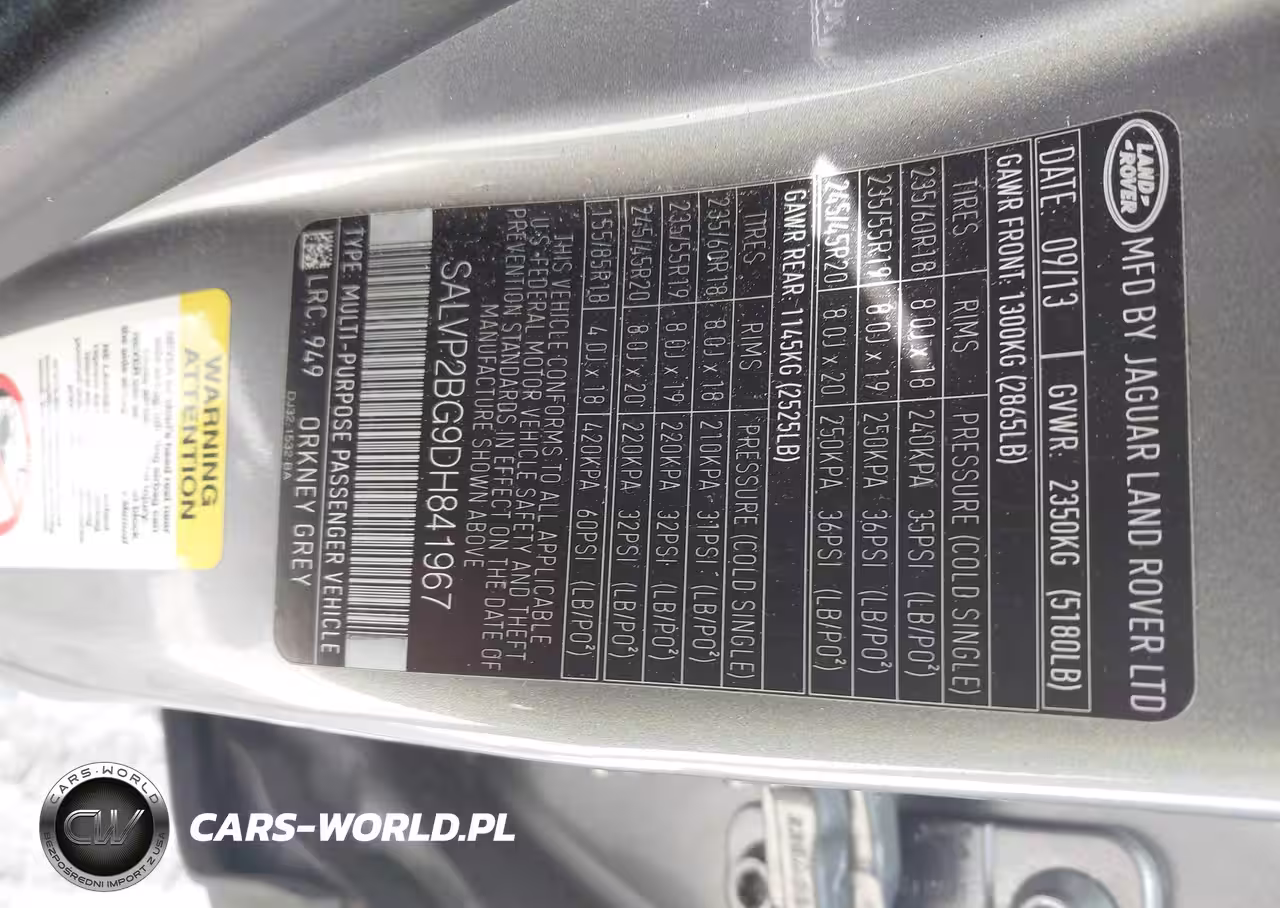 LAND-
-ROVER
MFD BY JAGUAR LAND ROVER LTD
DATE: 09/13 GVWR: 2350KG (5180LB)
GAWR FRONT: 1300KG (2865LB)
TIRES RIMS PRESSURE (COLD SINGLE)
235/60R18 8.0J x 18 240KPA 35PSI (LB/PO²)
235/55R19 8.0J x 19 250KPA 36PSI (LB/PO²)
245/45R20 8.0J x 20 250KPA 36PSI (LB/PO²)
GAWR REAR: 1145KG (2525LB)
TIRES RIMS PRESSURE (COLD SINGLE)
235/60R18 8.0J x 18 210KPA 31PSI (LB/PO²)
235/55R19 8.0J x 19 220KPA 32PSI (LB/PO²)
245/45R20 8.0J x 20 220KPA 32PSI (LB/PO²)
155/85R18 4.0J x 18 420KPA 60PSI (LB/PO²)
THIS VEHICLE CONFORMS TO ALL APPLICABLE
U.S. FEDERAL MOTOR VEHICLE SAFETY AND THEFT
PREVENTION STANDARDS IN EFFECT ON THE DATE OF
MANUFACTURE SHOWN ABOVE
SALVP2BG9DH841967
TYPE: MULTI-PURPOSE PASSENGER VEHICLE
LRC: 949 ORKNEY GREY
DJ32-1532-BA
WARNING
ATTENTION
CARS-WORLD
CW
BEZPOŚREDNI IMPORT Z USA
CARS-WORLD.PL